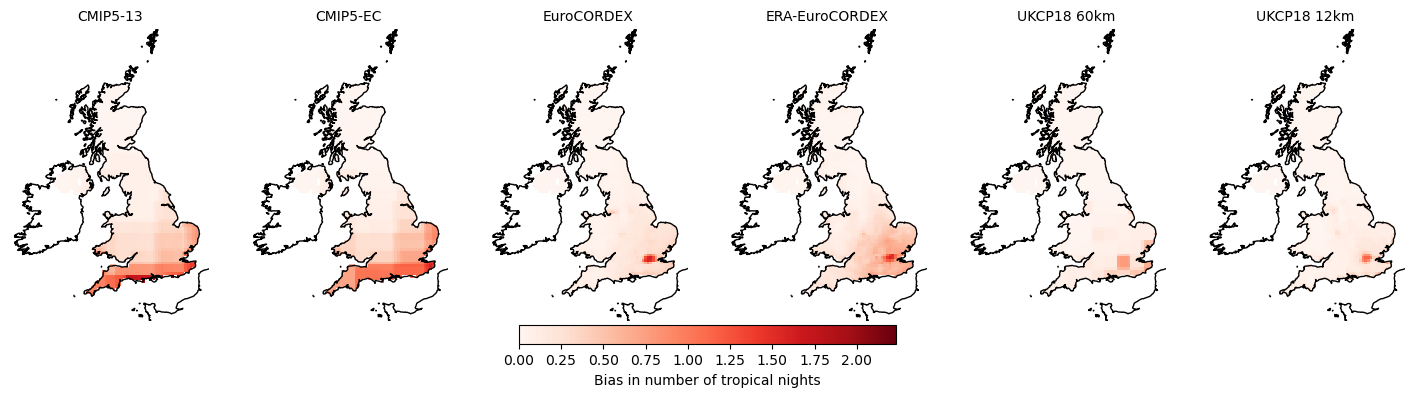 CMIP5-13 CMIP5-EC EuroCORDEX ERA-EuroCORDEX UKCP18 60km UKCP18 12km
0.00 0.25 0.50 0.75 1.00 1.25 1.50 1.75 2.00
Bias in number of tropical nights